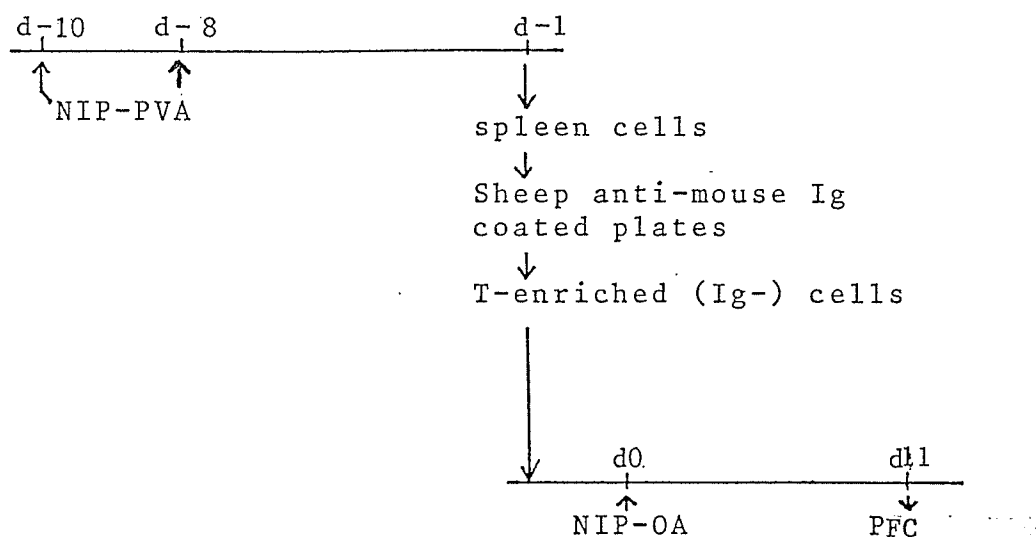 d-10 d-8 d-1
NIP-PVA
spleen cells
Sheep anti-mouse Ig
coated plates
T-enriched (Ig-) cells
d0. d11
NIP-OA PFC